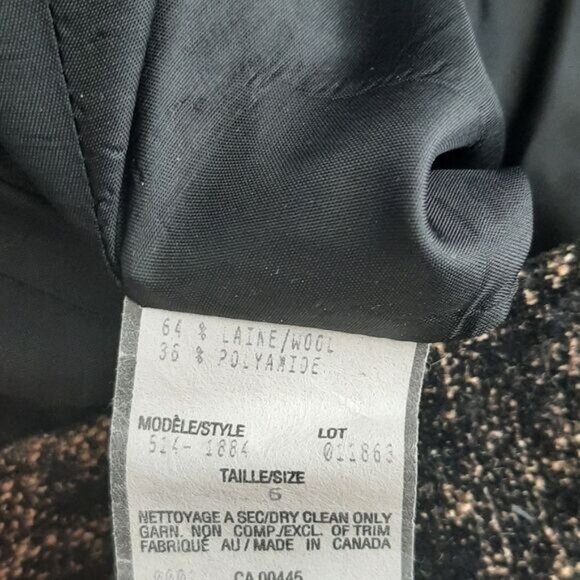 64 % LAINE/WOOL
36 % POLYAMIDE
MODÈLE/STYLE LOT
514- 1884 011863
TAILLE/SIZE
6
NETTOYAGE A SEC/DRY CLEAN ONLY
GARN. NON COMP./EXCL. OF TRIM
FABRIQUÉ AU/MADE IN CANADA
CA 00445